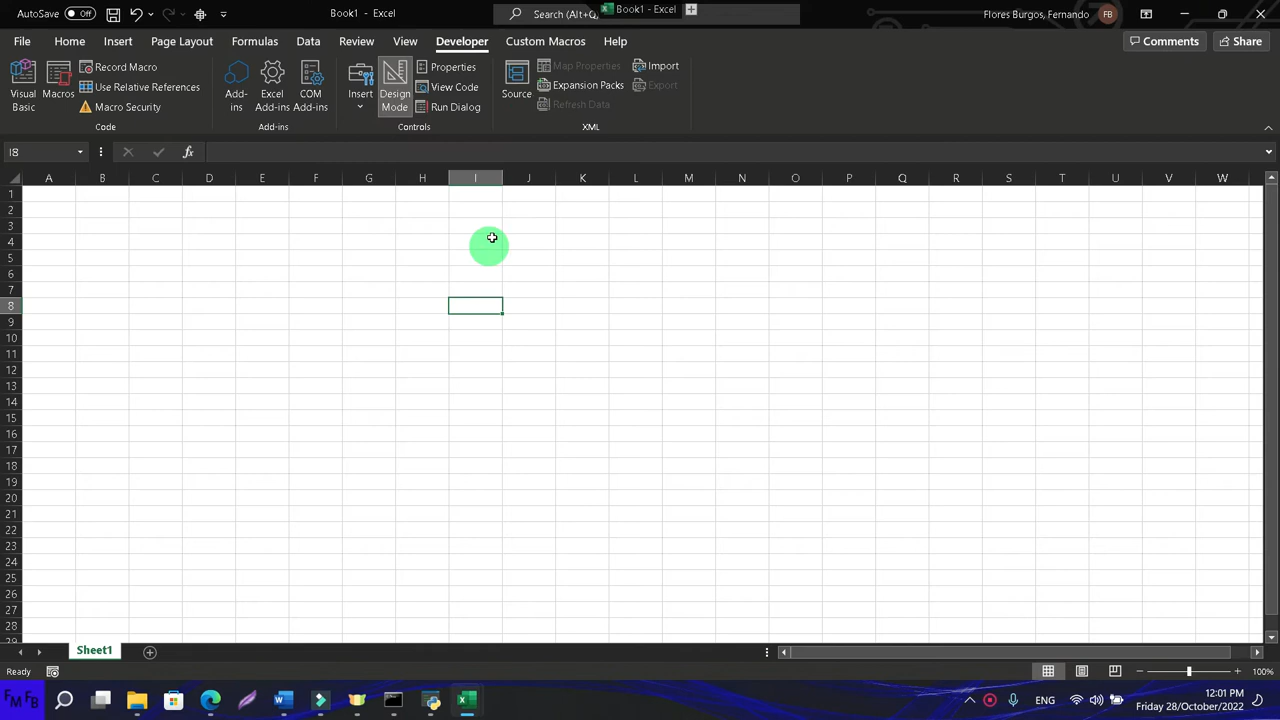 AutoSave Off Book1 - Excel Search (Alt+Q) Book1 - Excel Flores Burgos, Fernando FB
File Home Insert Page Layout Formulas Data Review View Developer Custom Macros Help Comments Share
Visual Basic
Macros
Record Macro
Use Relative References
Macro Security
Code
Add-ins
Excel Add-ins
COM Add-ins
Add-ins
Insert
Design Mode
Properties
View Code
Run Dialog
Controls
Source
Map Properties
Expansion Packs
Refresh Data
Import
Export
XML
I8 fx
A B C D E F G H I J K L M N O P Q R S T U V W
1
2
3
4
5
6
7
8
9
10
11
12
13
14
15
16
17
18
19
20
21
22
23
24
25
26
27
28
29
Sheet1
Ready 100%
FM FB ENG 12:01 PM
Friday 28/October/2022